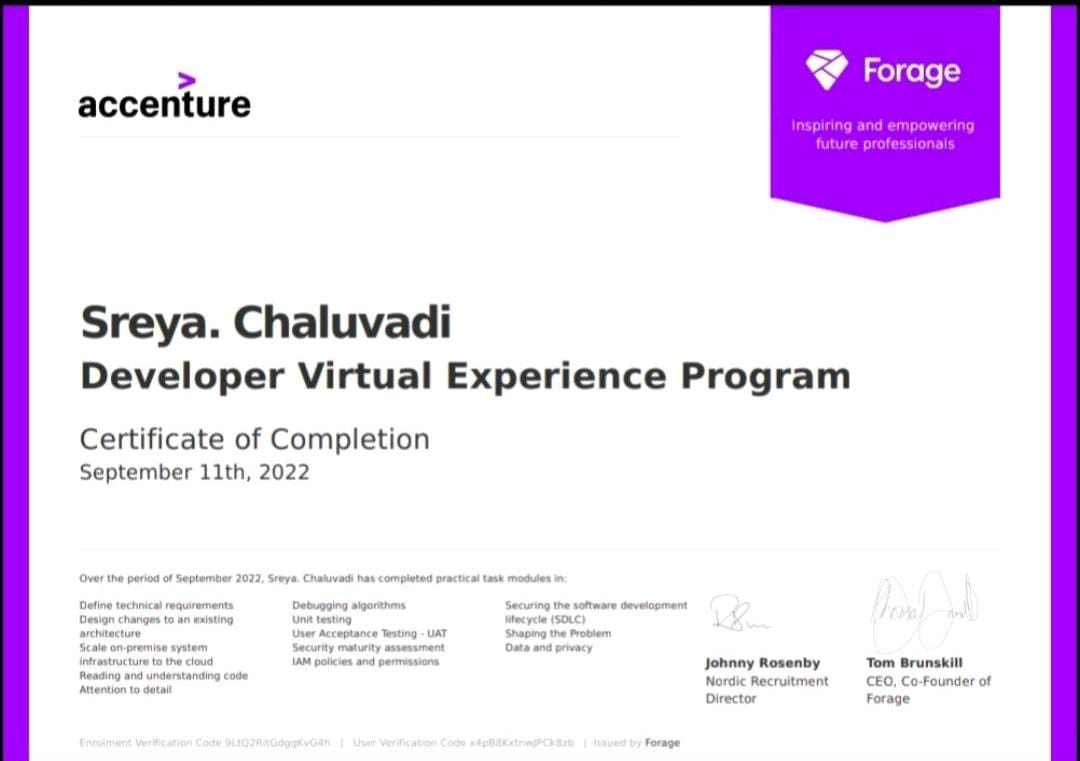 accenture
Forage
Inspiring and empowering
future professionals
Sreya. Chaluvadi
Developer Virtual Experience Program
Certificate of Completion
September 11th, 2022
Over the period of September 2022, Sreya. Chaluvadi has completed practical task modules in:
Define technical requirements
Design changes to an existing
architecture
Scale on-premise system
infrastructure to the cloud
Reading and understanding code
Attention to detail
Debugging algorithms
Unit testing
User Acceptance Testing - UAT
Security maturity assessment
IAM policies and permissions
Securing the software development
lifecycle (SDLC)
Shaping the Problem
Data and privacy
Johnny Rosenby
Nordic Recruitment
Director
Tom Brunskill
CEO, Co-Founder of
Forage
Enrolment Verification Code | User Verification Code | Issued by Forage